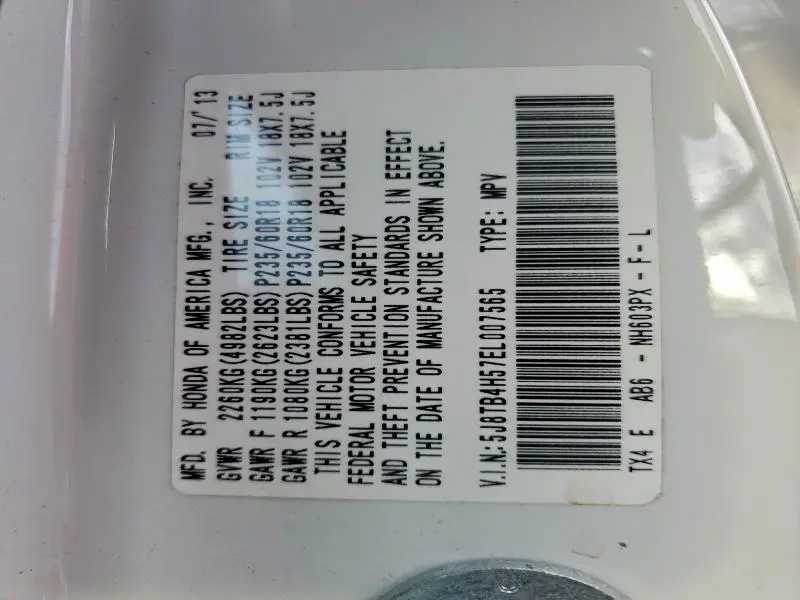 MFD. BY HONDA OF AMERICA MFG., INC. 07/'13
GVWR 2260KG(4982LBS) TIRE SIZE RIM SIZE
GAWR F 1190KG(2623LBS)P235/60R18 102V 18X7.5J
GAWR R 1080KG(2381LBS)P235/60R18 102V 18X7.5J
THIS VEHICLE CONFORMS TO ALL APPLICABLE
FEDERAL MOTOR VEHICLE SAFETY
AND THEFT PREVENTION STANDARDS IN EFFECT
ON THE DATE OF MANUFACTURE SHOWN ABOVE.
V.I.N.:5J8TB4H57EL007565 TYPE: MPV
TX4 E AB6 - NH603PX - F - L